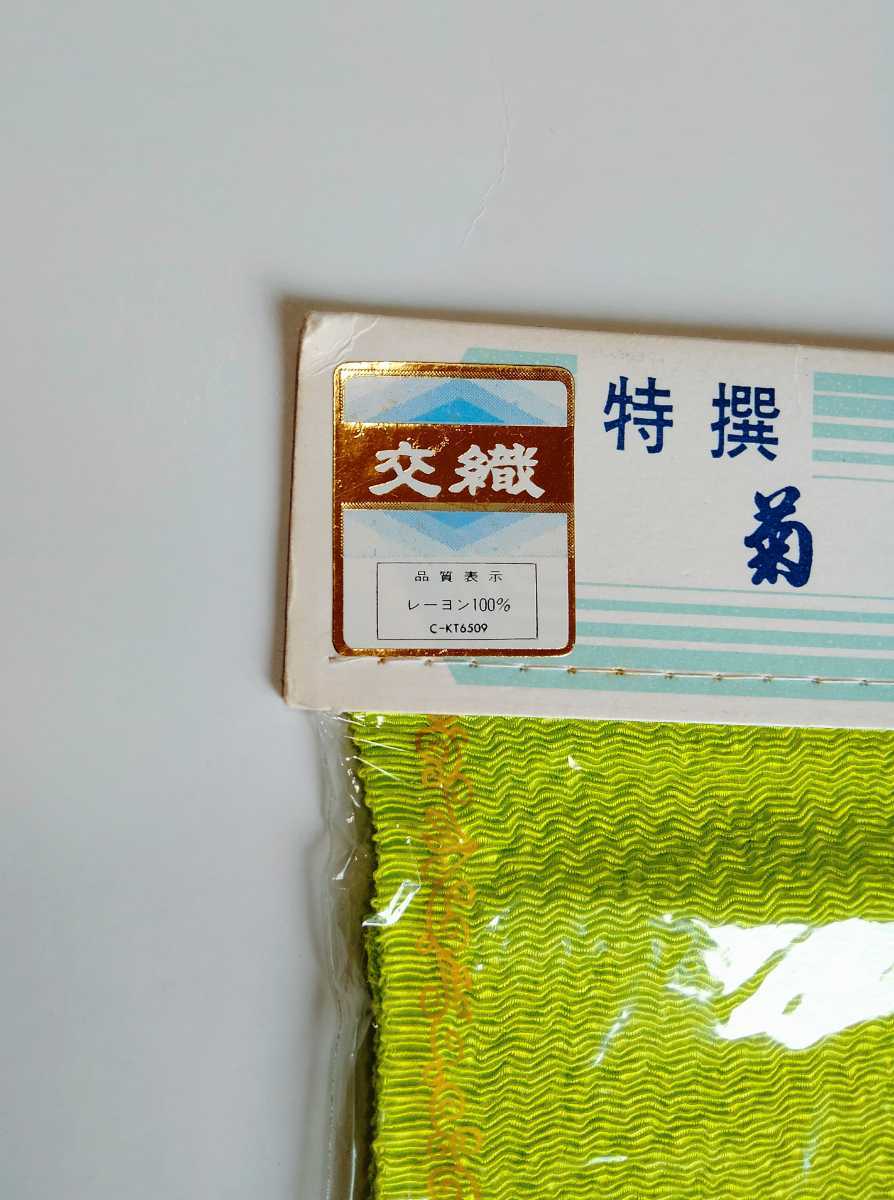 交織
品質表示
レーヨン100%
C-KT6509
特撰
菊